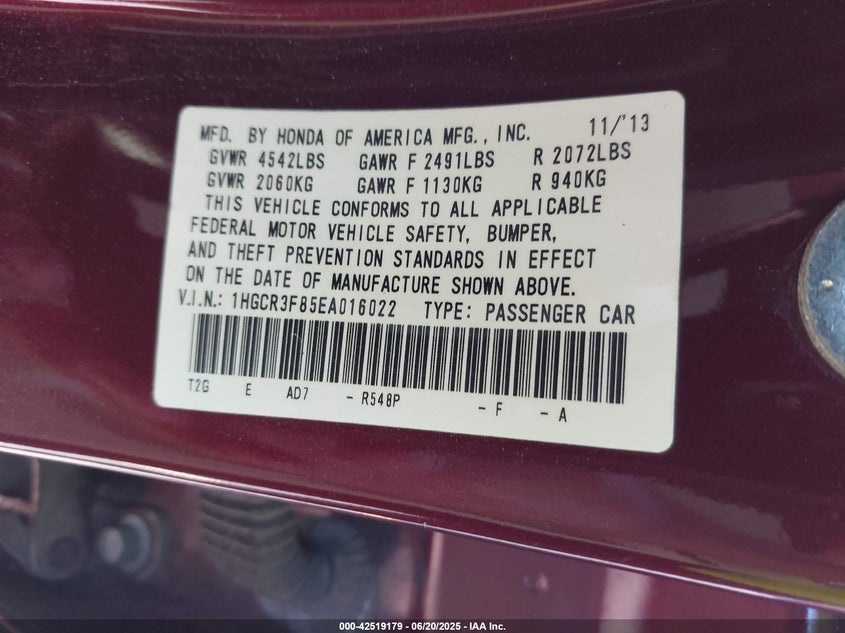 MFD. BY HONDA OF AMERICA MFG., INC. 11/'13
GVWR 4542LBS GAWR F 2491LBS R 2072LBS
GVWR 2060KG GAWR F 1130KG R 940KG
THIS VEHICLE CONFORMS TO ALL APPLICABLE
FEDERAL MOTOR VEHICLE SAFETY, BUMPER,
AND THEFT PREVENTION STANDARDS IN EFFECT
ON THE DATE OF MANUFACTURE SHOWN ABOVE.
V.I.N.: 1HGCR3F85EA016022 TYPE: PASSENGER CAR
T2G E AD7 - R548P - F - A
000-42519179 - 06/20/2025 - IAA Inc.